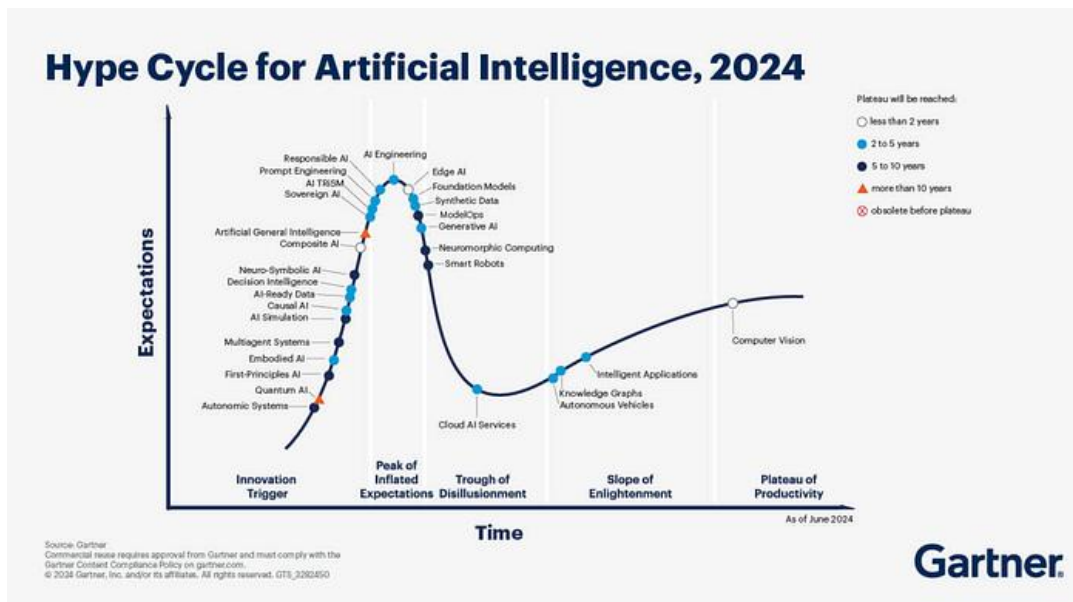 Hype Cycle for Artificial Intelligence, 2024
Plateau will be reached:
less than 2 years
2 to 5 years
5 to 10 years
more than 10 years
obsolete before plateau
Expectations
Responsible AI
Prompt Engineering
AI TRiSM
Sovereign AI
Artificial General Intelligence
Composite AI
Neuro-Symbolic AI
Decision Intelligence
AI-Ready Data
Causal AI
AI Simulation
Multiagent Systems
Embodied AI
First-Principles AI
Quantum AI
Autonomic Systems
AI Engineering
Edge AI
Foundation Models
Synthetic Data
ModelOps
Generative AI
Neuromorphic Computing
Smart Robots
Cloud AI Services
Autonomous Vehicles
Knowledge Graphs
Intelligent Applications
Computer Vision
Innovation
Trigger
Peak of
Inflated
Expectations
Trough of
Disillusionment
Slope of
Enlightenment
Plateau of
Productivity
Time
As of June 2024
Source: Gartner
Commercial reuse requires approval from Gartner and must comply with the
Gartner Content Compliance Policy on gartner.com.
© 2024 Gartner, Inc. and/or its affiliates. All rights reserved. GTS_3282450
Gartner.